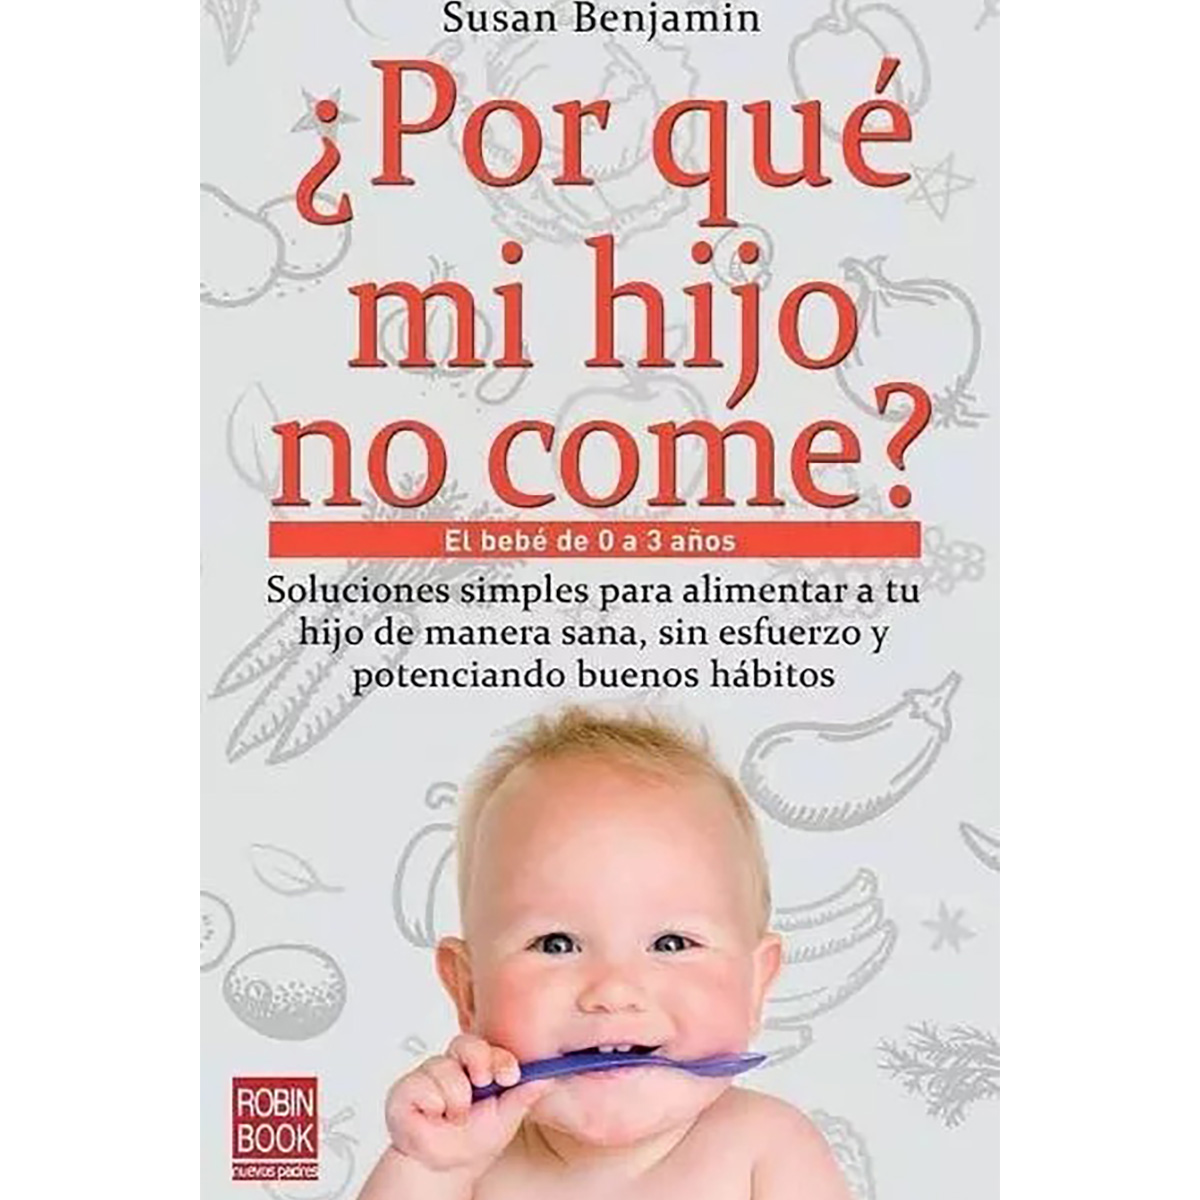 Susan Benjamin
¿Por qué
mi hijo
no come?
El bebé de 0 a 3 años
Soluciones simples para alimentar a tu
hijo de manera sana, sin esfuerzo y
potenciando buenos hábitos
ROBIN
BOOK
nuevos padres